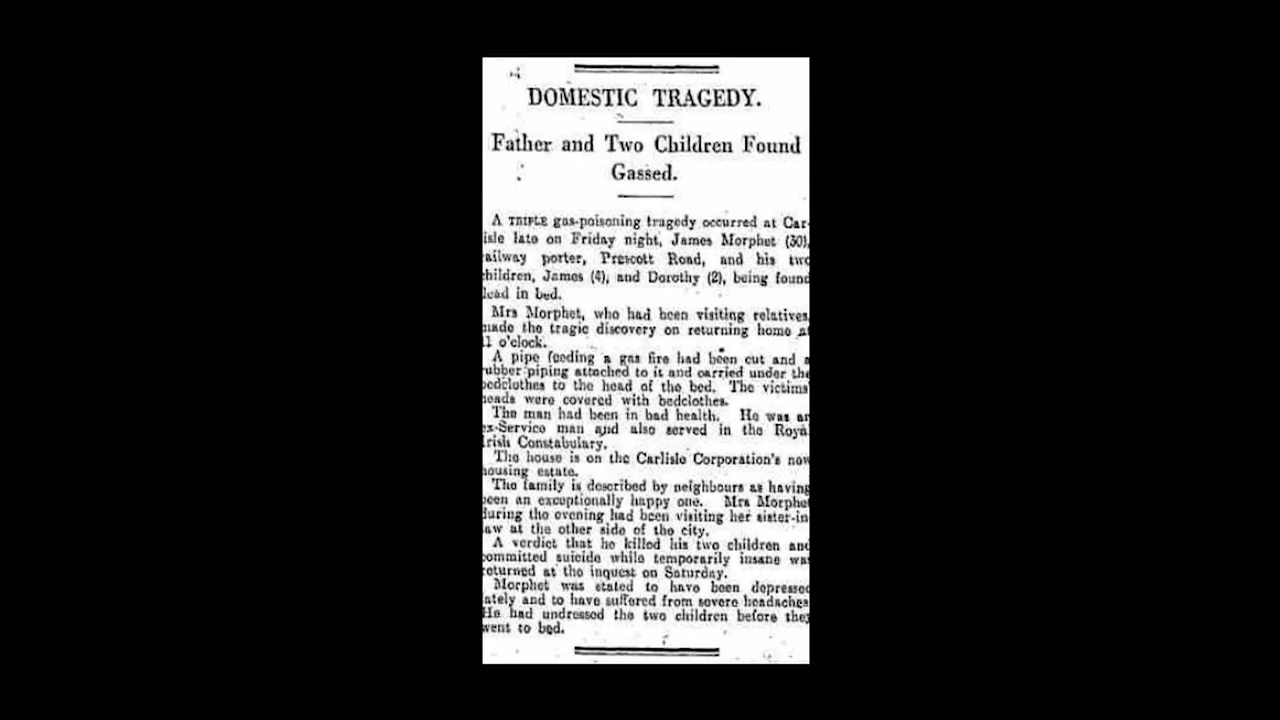 DOMESTIC TRAGEDY.
Father and Two Children Found
Gassed.
A TRIPLE gas-poisoning tragedy occurred at Car-
isle late on Friday night, James Morphet (30),
ailway porter, Prescott Road, and his two
children, James (4), and Dorothy (2), being found
dead in bed.
Mrs Morphet, who had been visiting relatives,
made the tragic discovery on returning home at
11 o'clock.
A pipe feeding a gas fire had been cut and a
rubber piping attached to it and carried under the
bedclothes to the head of the bed. The victims'
heads were covered with bedclothes.
The man had been in bad health. He was an
ex-Service man and also served in the Royal
Irish Constabulary.
The house is on the Carlisle Corporation's new
housing estate.
The family is described by neighbours as having
been an exceptionally happy one. Mrs Morphet
during the evening had been visiting her sister-in
law at the other side of the city.
A verdict that he killed his two children and
committed suicide while temporarily insane was
returned at the inquest on Saturday.
Morphet was stated to have been depressed
lately and to have suffered from severe headaches
He had undressed the two children before they
went to bed.